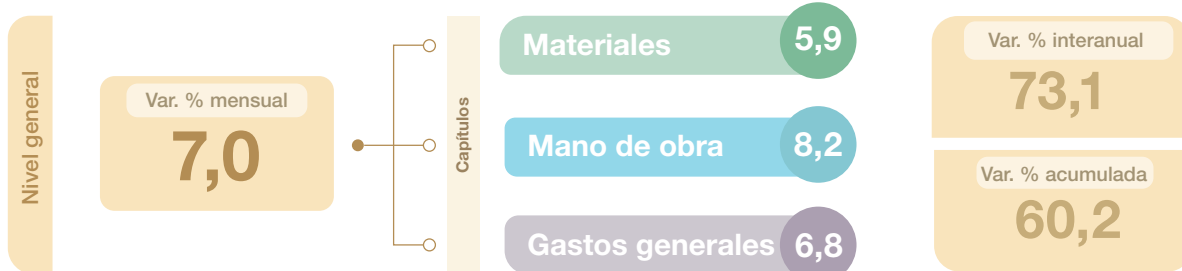 Nivel general
Var. % mensual
7,0
Capítulos
Materiales
5,9
Mano de obra
8,2
Gastos generales
6,8
Var. % interanual
73,1
Var. % acumulada
60,2